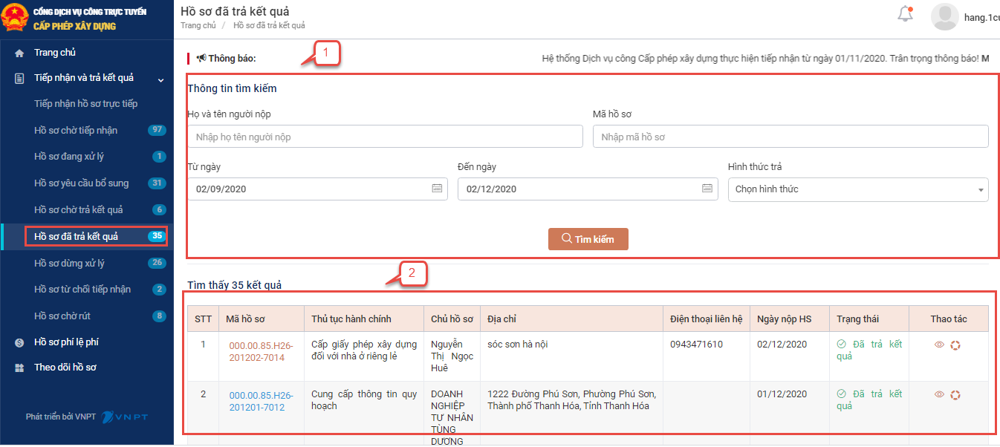 CỔNG DỊCH VỤ CÔNG TRỰC TUYẾN
CẤP PHÉP XÂY DỰNG
Trang chủ
Tiếp nhận và trả kết quả
Tiếp nhận hồ sơ trực tiếp
Hồ sơ chờ tiếp nhận 97
Hồ sơ đang xử lý 1
Hồ sơ yêu cầu bổ sung 31
Hồ sơ chờ trả kết quả 6
Hồ sơ đã trả kết quả 35
Hồ sơ dừng xử lý 26
Hồ sơ từ chối tiếp nhận 2
Hồ sơ chờ rút 8
Hồ sơ phí lệ phí
Theo dõi hồ sơ
Phát triển bởi VNPT VNPT
Hồ sơ đã trả kết quả
Trang chủ / Hồ sơ đã trả kết quả
hang.1cu
Thông báo:
1
Hệ thống Dịch vụ công Cấp phép xây dựng thực hiện tiếp nhận từ ngày 01/11/2020. Trân trọng thông báo! M
Thông tin tìm kiếm
Họ và tên người nộp
Mã hồ sơ
Nhập họ tên người nộp
Nhập mã hồ sơ
Từ ngày
Đến ngày
Hình thức trả
02/09/2020
02/12/2020
Chọn hình thức
Tìm kiếm
2
Tìm thấy 35 kết quả
STT Mã hồ sơ Thủ tục hành chính Chủ hồ sơ Địa chỉ Điện thoại liên hệ Ngày nộp HS Trạng thái Thao tác
1
000.00.85.H26-
201202-7014
Cấp giấy phép xây dựng
đối với nhà ở riêng lẻ
Nguyễn
Thị Ngọc
Huê
sóc sơn hà nội
0943471610
02/12/2020
Đã trả kết
quả
2
000.00.85.H26-
201201-7012
Cung cấp thông tin quy
hoạch
DOANH
NGHIỆP
TƯ NHÂN
TÙNG
DƯƠNG
1222 Đường Phú Sơn, Phường Phú Sơn,
Thành phố Thanh Hóa, Tỉnh Thanh Hóa
01/12/2020
Đã trả kết
quả